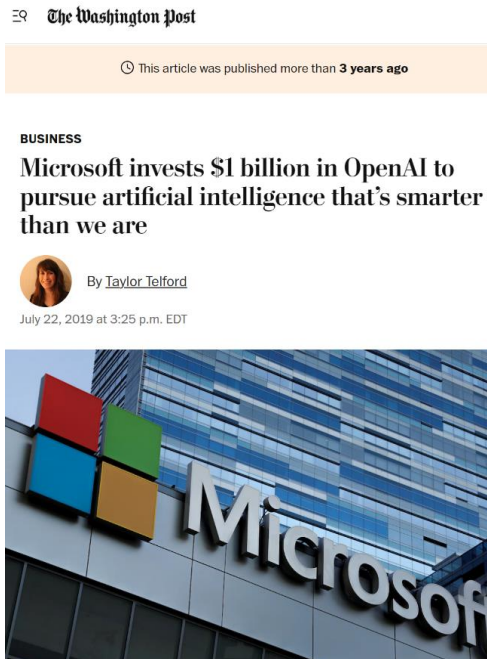 The Washington Post
This article was published more than 3 years ago
BUSINESS
Microsoft invests $1 billion in OpenAI to
pursue artificial intelligence that’s smarter
than we are
By Taylor Telford
July 22, 2019 at 3:25 p.m. EDT
Microsof